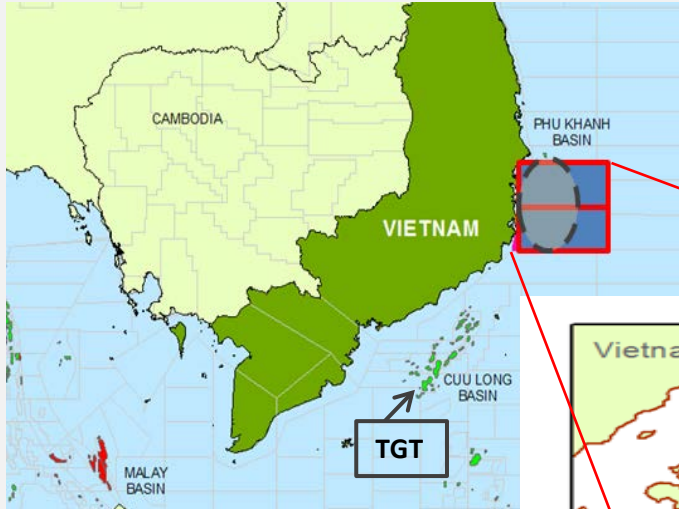 CAMBODIA
PHU KHANH
BASIN
VIETNAM
Vietna
CUU LONG
BASIN
TGT
MALAY
BASIN